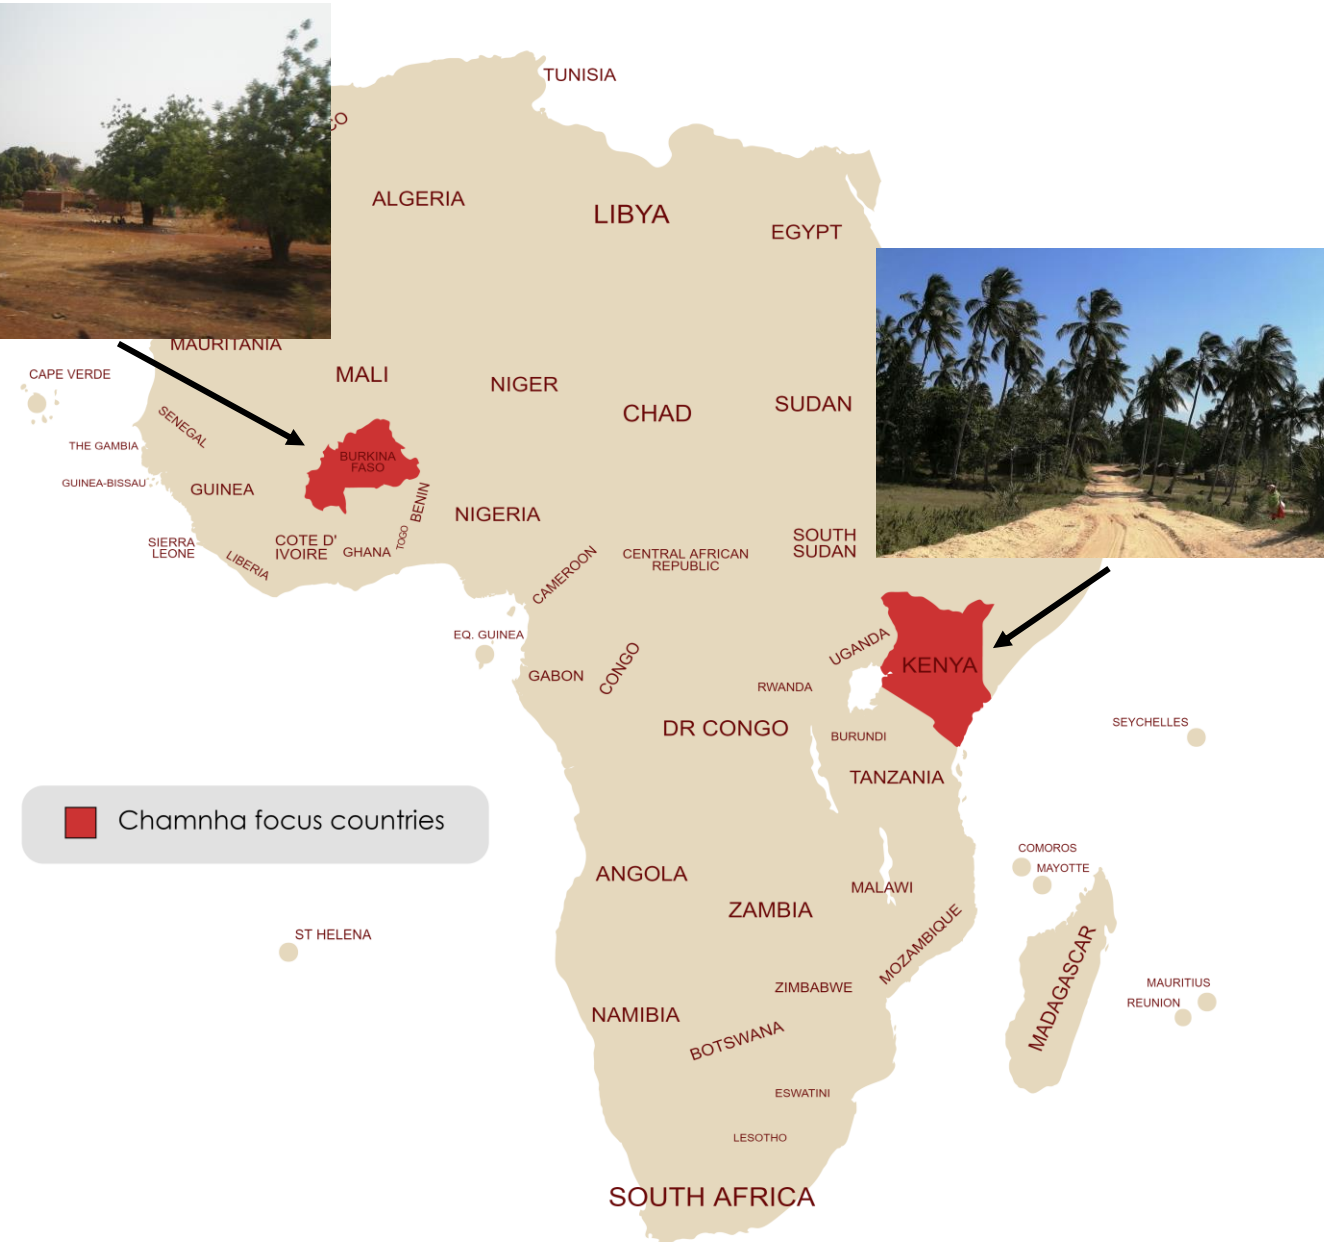 TUNISIA
CO
ALGERIA
LIBYA
EGYPT
MAURITANIA
CAPE VERDE
MALI
NIGER
CHAD
SUDAN
SENEGAL
THE GAMBIA
BURKINA
FASO
GUINEA-BISSAU
GUINEA
BENIN
NIGERIA
SIERRA
LEONE
LIBERIA
COTE D'
IVOIRE
GHANA
TOGO
CAMEROON
CENTRAL AFRICAN
REPUBLIC
SOUTH
SUDAN
EQ. GUINEA
GABON
CONGO
UGANDA
KENYA
RWANDA
DR CONGO
BURUNDI
SEYCHELLES
TANZANIA
Chamnha focus countries
COMOROS
MAYOTTE
ANGOLA
MALAWI
ZAMBIA
MOZAMBIQUE
MADAGASCAR
ST HELENA
ZIMBABWE
MAURITIUS
REUNION
NAMIBIA
BOTSWANA
ESWATINI
LESOTHO
SOUTH AFRICA